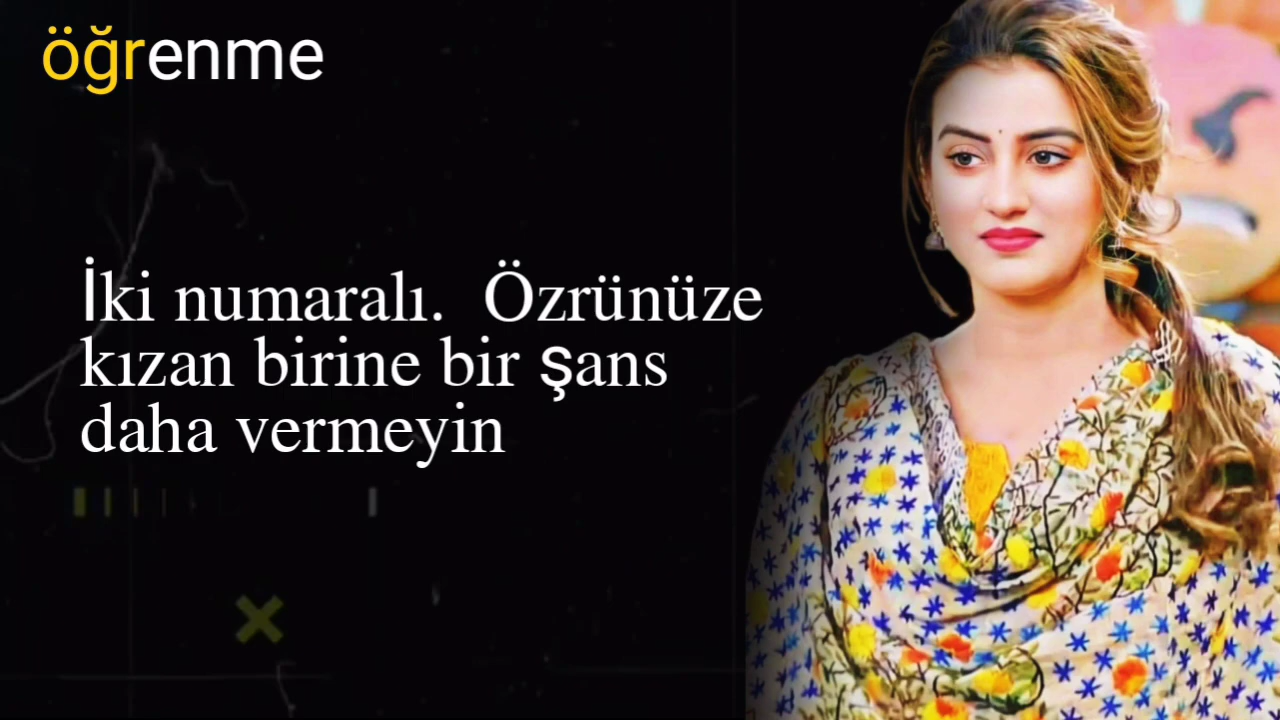 öğrenme
İki numaralı.  Özrünüze
kızan birine bir şans
daha vermeyin